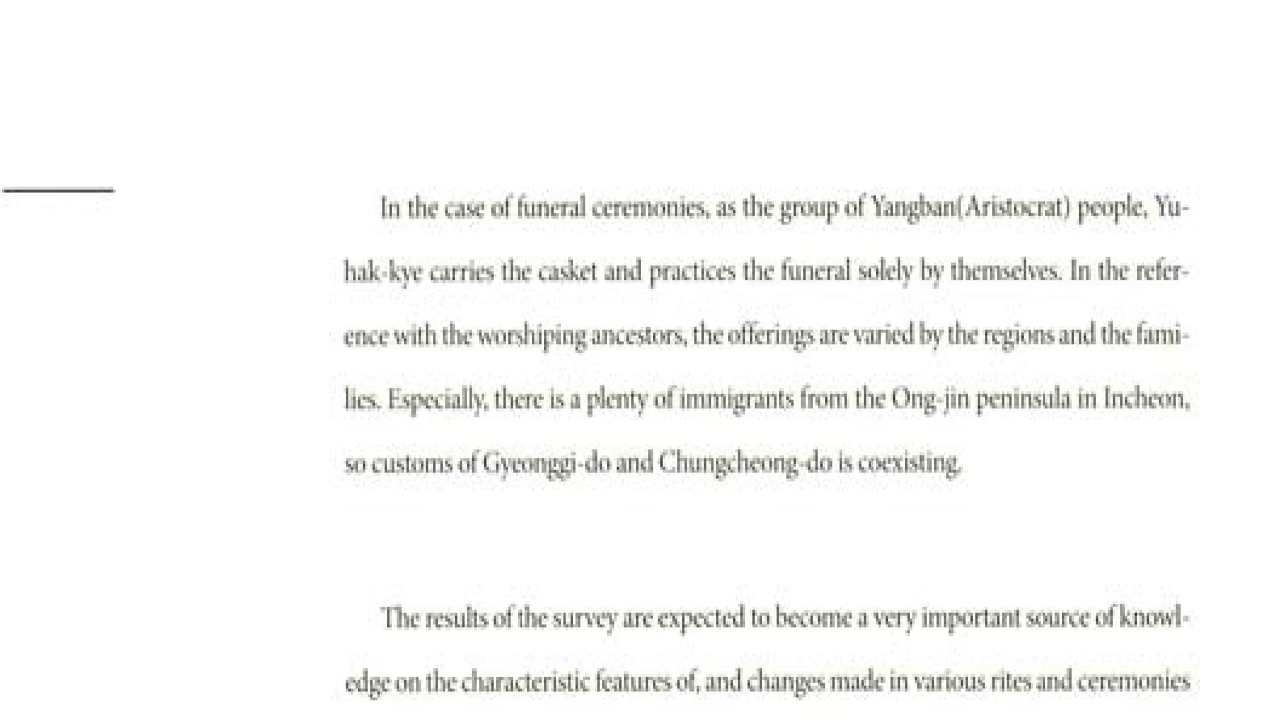 In the case of funeral ceremonies, as the group of Yangban(Aristocrat) people, Yu-
hak-kye carries the casket and practices the funeral solely by themselves. In the refer-
ence with the worshiping ancestors, the offerings are varied by the regions and the fami-
lies. Especially, there is a plenty of immigrants from the Ong-jin peninsula in Incheon,
so customs of Gyeonggi-do and Chungcheong-do is coexisting.
The results of the survey are expected to become a very important source of knowl-
edge on the characteristic features of, and changes made in various rites and ceremonies